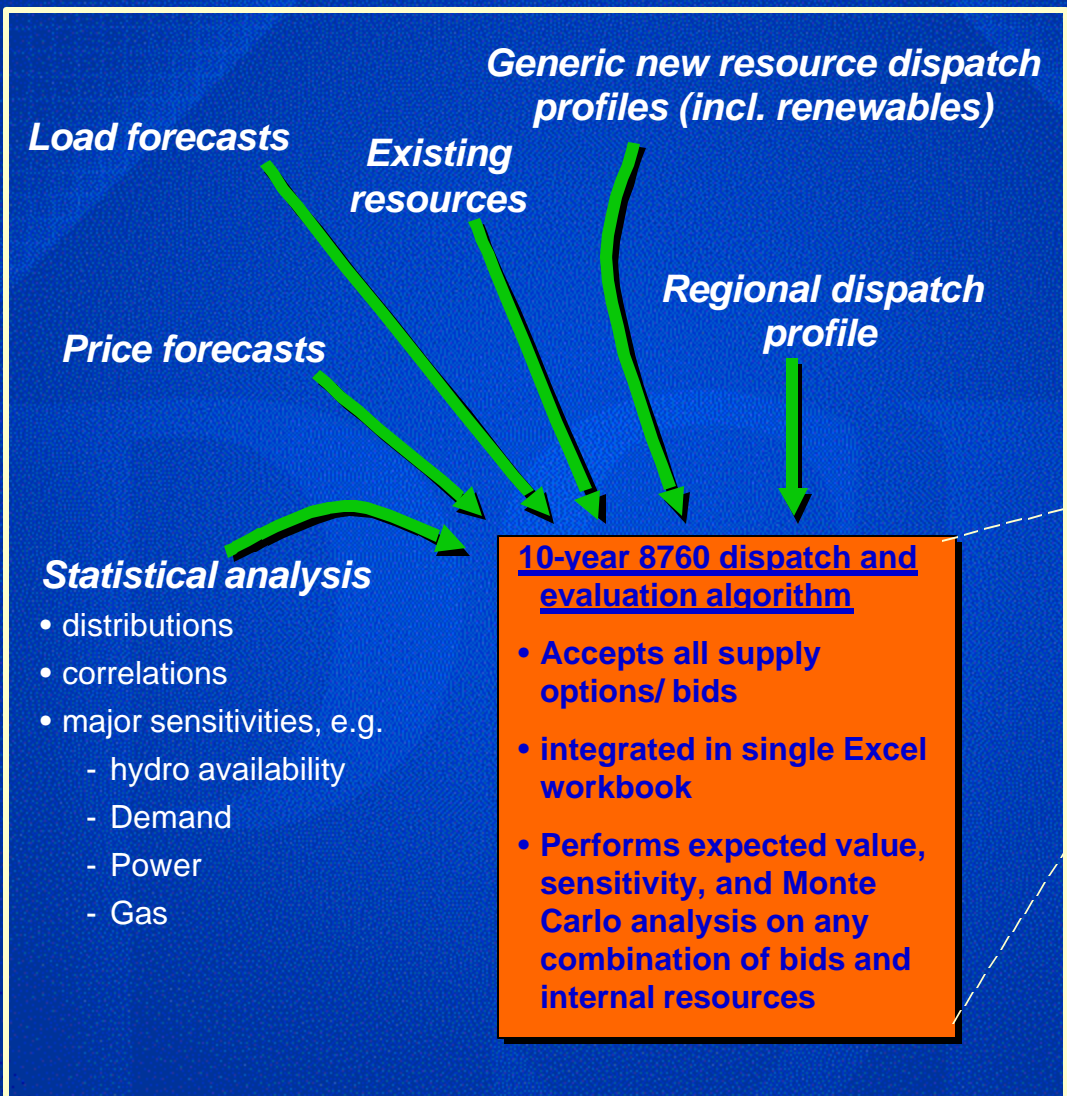 Generic new resource dispatch
profiles (incl. renewables)
Load forecasts
Existing
resources
Regional dispatch
profile
Price forecasts
Statistical analysis
• distributions
• correlations
• major sensitivities, e.g.
- hydro availability
- Demand
- Power
- Gas
10-year 8760 dispatch and
evaluation algorithm
• Accepts all supply
options/ bids
• integrated in single Excel
workbook
• Performs expected value,
sensitivity, and Monte
Carlo analysis on any
combination of bids and
internal resources